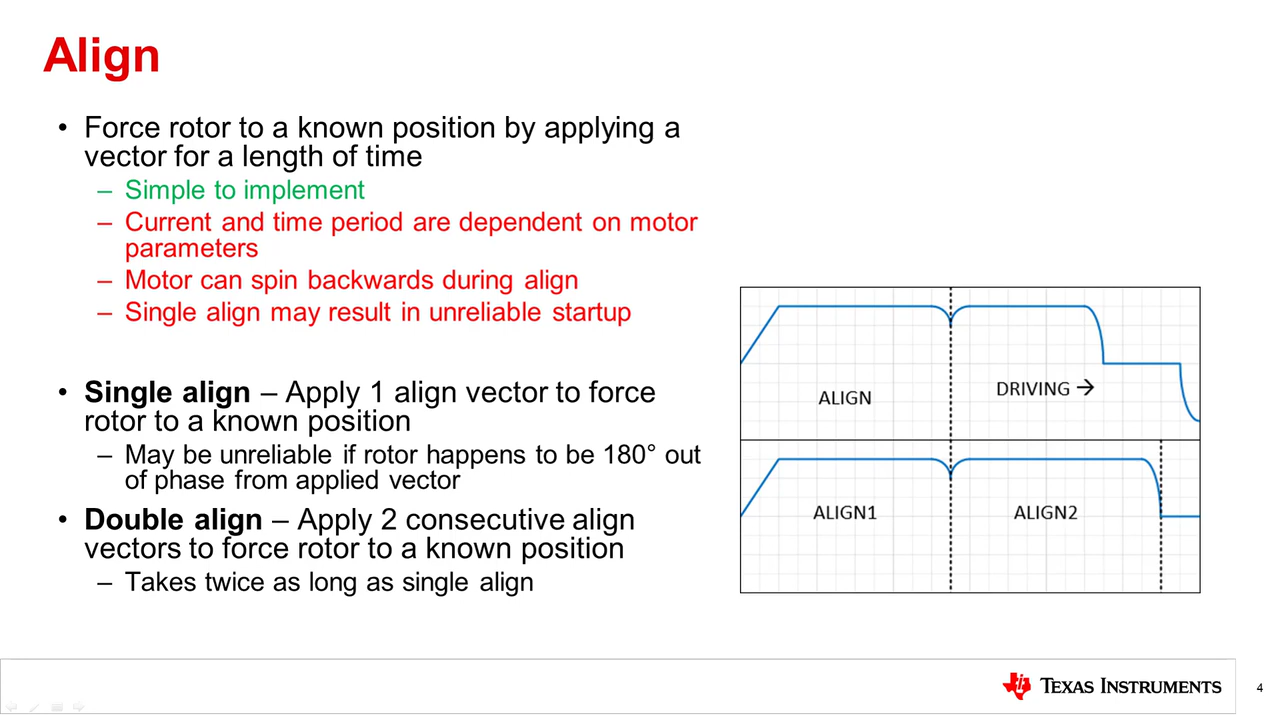 Align
• Force rotor to a known position by applying a
vector for a length of time
– Simple to implement
– Current and time period are dependent on motor
parameters
– Motor can spin backwards during align
– Single align may result in unreliable startup
• Single align – Apply 1 align vector to force
rotor to a known position
– May be unreliable if rotor happens to be 180° out
of phase from applied vector
• Double align – Apply 2 consecutive align
vectors to force rotor to a known position
– Takes twice as long as single align
ALIGN
DRIVING →
ALIGN1
ALIGN2
TEXAS INSTRUMENTS
4